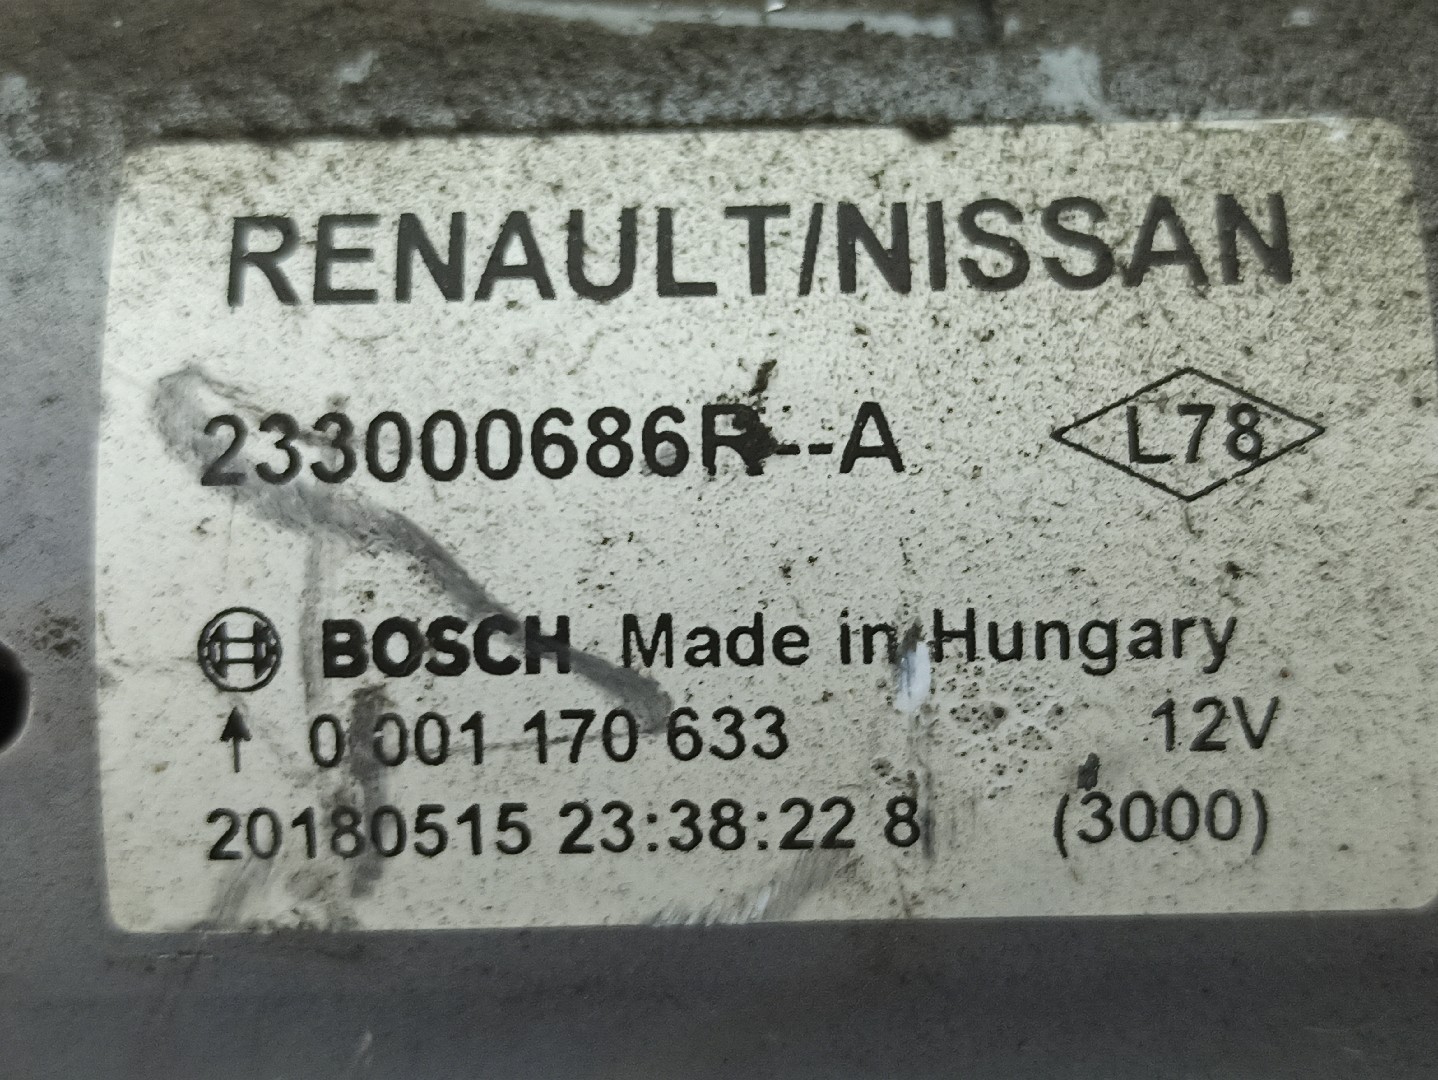 RENAULT/NISSAN
233000686R--A
L78
BOSCH Made in Hungary
0 001 170 633 12V
20180515 23:38:22 8 (3000)